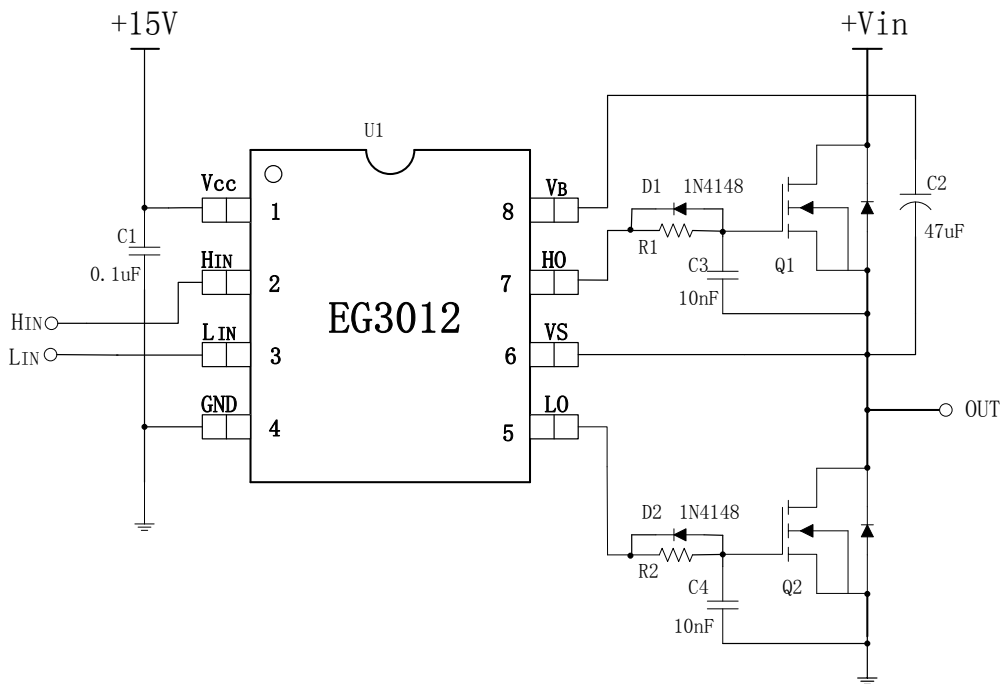 +15V
+Vin
U1
Vcc
1
8
VB
D1 1N4148
C2
47uF
C1
0.1uF
R1
HIN
2
7
HO
C3
10nF
Q1
EG3012
HIN
LIN
LIN
3
6
VS
GND
4
5
LO
OUT
D2 1N4148
R2
C4
10nF
Q2